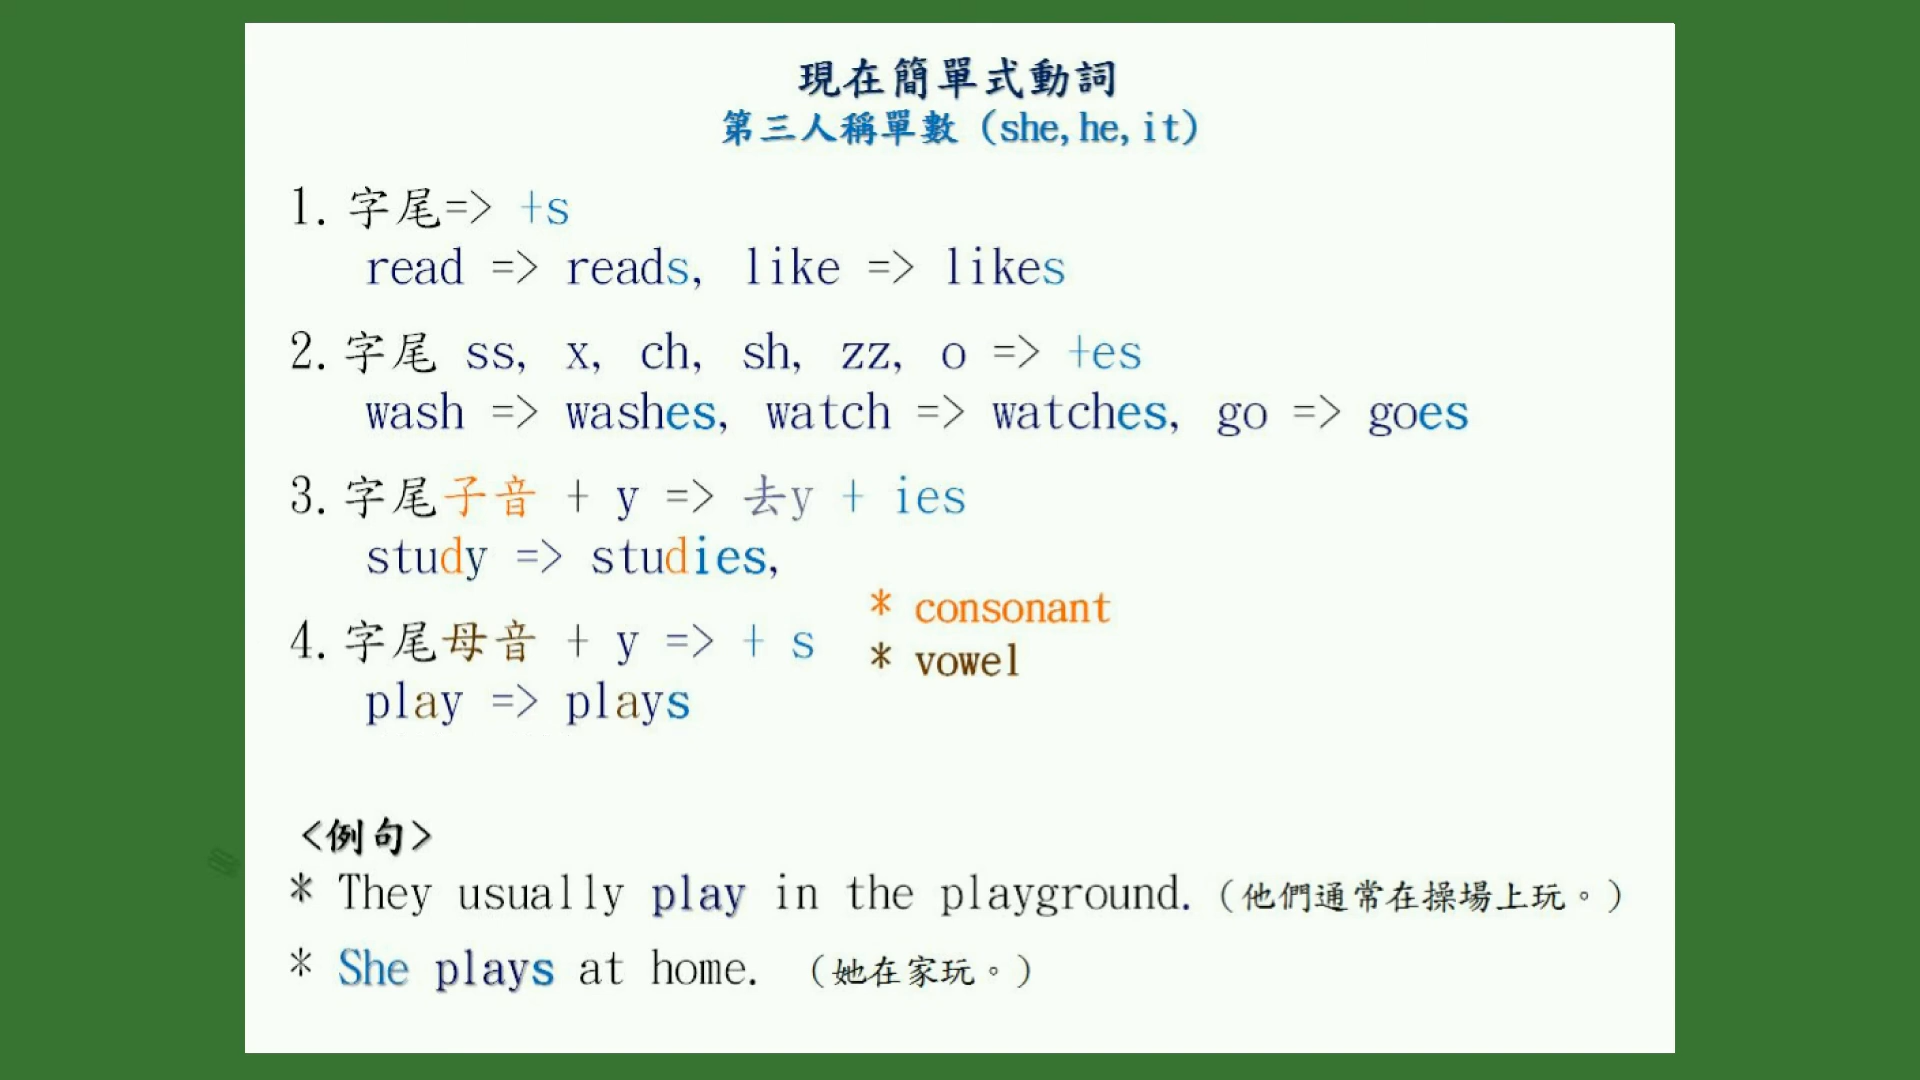 現在簡單式動詞
第三人稱單數 (she, he, it)
1. 字尾=> +s
read => reads, like => likes
2. 字尾 ss, x, ch, sh, zz, o => +es
wash => washes, watch => watches, go => goes
3. 字尾子音 + y => 去y + ies
study => studies,
* consonant
4. 字尾母音 + y => + s
* vowel
play => plays
<例句>
* They usually play in the playground. (他們通常在操場上玩。)
* She plays at home. (她在家玩。)